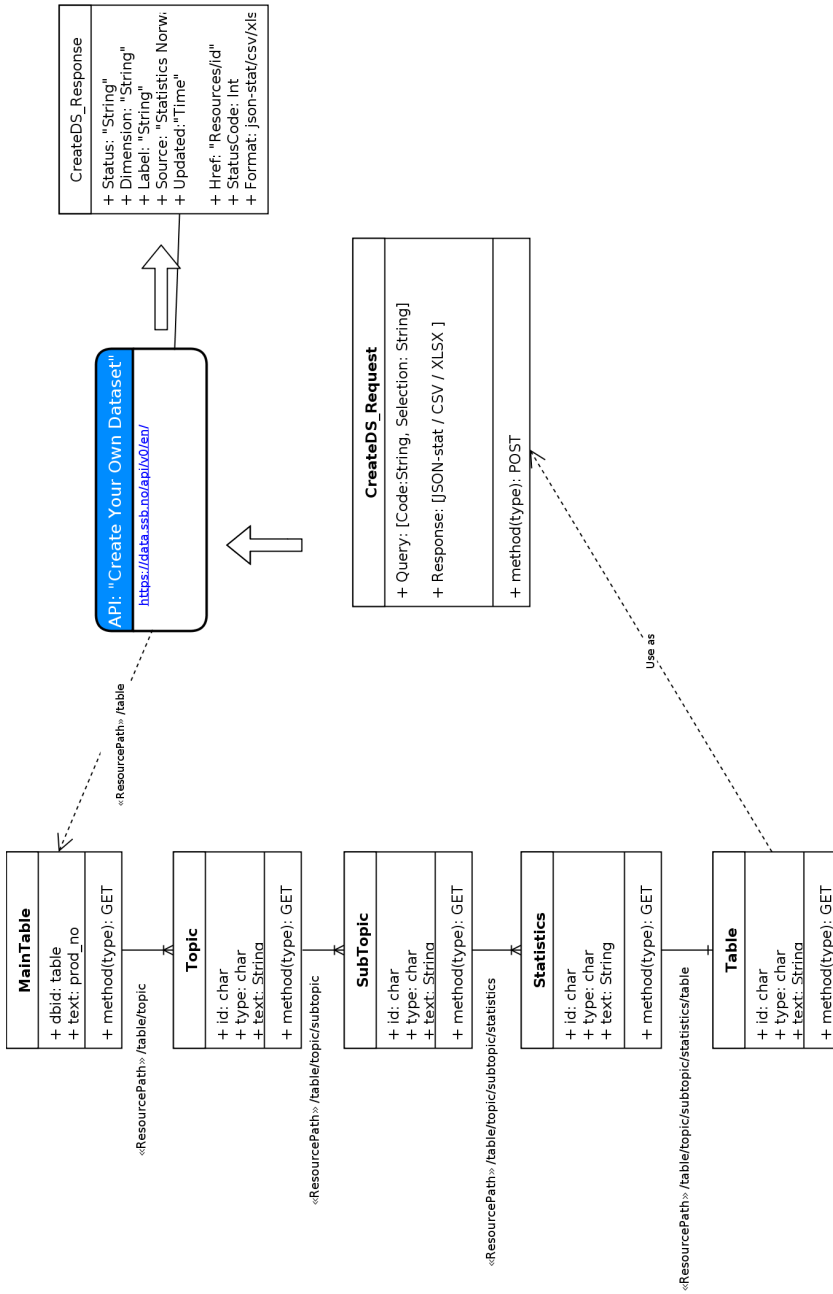 CreateDS_Response
+ Status: "String"
+ Dimension: "String"
+ Label: "String"
+ Source: "Statistics Norw
+ Updated:"Time"
+ Href: "Resources/id"
+ StatusCode: Int
+ Format: json-stat/csv/xls
API: "Create Your Own Dataset"
https://data.ssb.no/api/v0/en/
CreateDS_Request
+ Query: [Code:String, Selection: String]
+ Response: [JSON-stat / CSV / XLSX ]
+ method(type): POST
«ResourcePath» /table
Use as
MainTable
+ dbid: table
+ text: prod_no
+ method(type): GET
«ResourcePath» /table/topic
Topic
+ id: char
+ type: char
+ text: String
+ method(type): GET
«ResourcePath» /table/topic/subtopic
SubTopic
+ id: char
+ type: char
+ text: String
+ method(type): GET
«ResourcePath» /table/topic/subtopic/statistics
Statistics
+ id: char
+ type: char
+ text: String
+ method(type): GET
«ResourcePath» /table/topic/subtopic/statistics/table
Table
+ id: char
+ type: char
+ text: String
+ method(type): GET